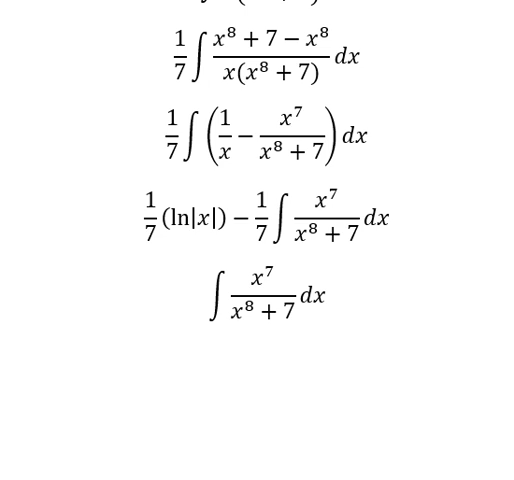 1/7 ∫ (x⁸ + 7 − x⁸)/(x(x⁸ + 7)) dx
1/7 ∫ (1/x − x⁷/(x⁸ + 7)) dx
1/7 (ln|x|) − 1/7 ∫ x⁷/(x⁸ + 7) dx
∫ x⁷/(x⁸ + 7) dx